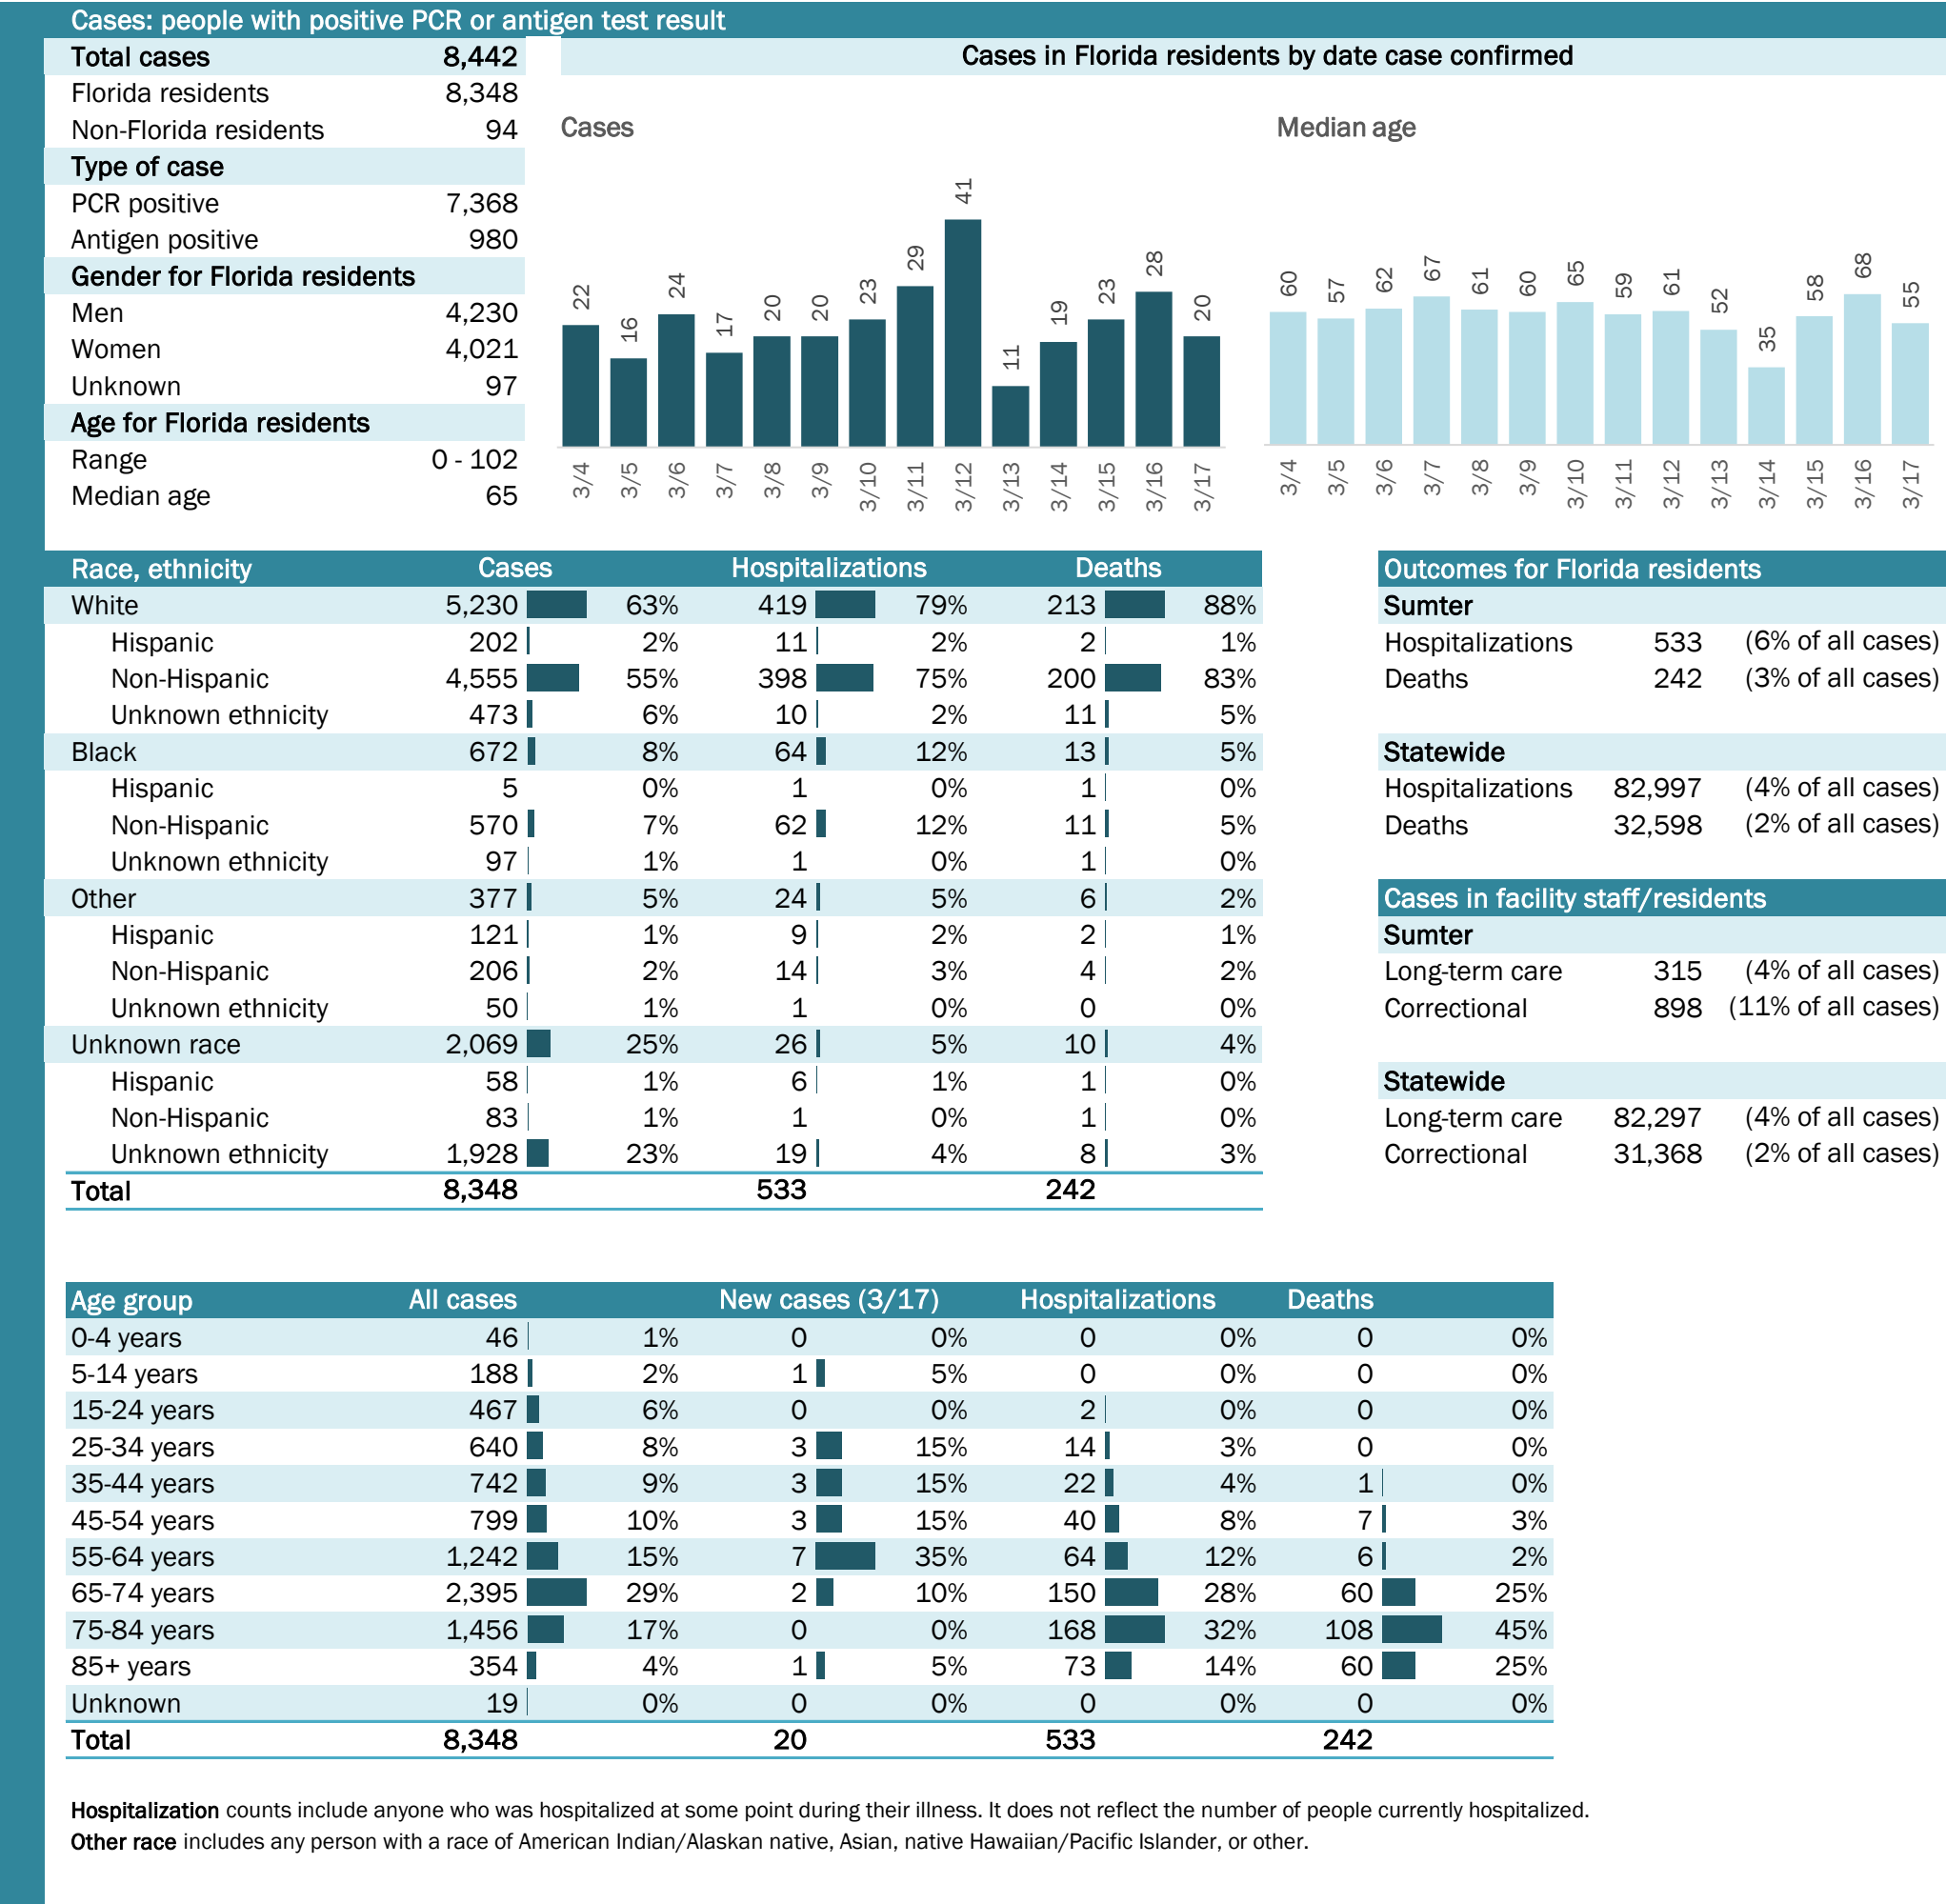 Cases: people with positive PCR or antigen test result
Total cases 8,442
Florida residents 8,348
Non-Florida residents 94
Type of case
PCR positive 7,368
Antigen positive 980
Gender for Florida residents
Men 4,230
Women 4,021
Unknown 97
Age for Florida residents
Range 0 - 102
Median age 65
Cases in Florida residents by date case confirmed
Cases
22 16 24 17 20 20 23 29 41 11 19 23 28 20
3/4 3/5 3/6 3/7 3/8 3/9 3/10 3/11 3/12 3/13 3/14 3/15 3/16 3/17
Median age
60 57 62 67 61 60 65 59 61 52 35 58 68 55
3/4 3/5 3/6 3/7 3/8 3/9 3/10 3/11 3/12 3/13 3/14 3/15 3/16 3/17
Race, ethnicity Cases Hospitalizations Deaths
White 5,230 63% 419 79% 213 88%
Hispanic 202 2% 11 2% 2 1%
Non-Hispanic 4,555 55% 398 75% 200 83%
Unknown ethnicity 473 6% 10 2% 11 5%
Black 672 8% 64 12% 13 5%
Hispanic 5 0% 1 0% 1 0%
Non-Hispanic 570 7% 62 12% 11 5%
Unknown ethnicity 97 1% 1 0% 1 0%
Other 377 5% 24 5% 6 2%
Hispanic 121 1% 9 2% 2 1%
Non-Hispanic 206 2% 14 3% 4 2%
Unknown ethnicity 50 1% 1 0% 0 0%
Unknown race 2,069 25% 26 5% 10 4%
Hispanic 58 1% 6 1% 1 0%
Non-Hispanic 83 1% 1 0% 1 0%
Unknown ethnicity 1,928 23% 19 4% 8 3%
Total 8,348 533 242
Outcomes for Florida residents
Sumter
Hospitalizations 533 (6% of all cases)
Deaths 242 (3% of all cases)
Statewide
Hospitalizations 82,997 (4% of all cases)
Deaths 32,598 (2% of all cases)
Cases in facility staff/residents
Sumter
Long-term care 315 (4% of all cases)
Correctional 898 (11% of all cases)
Statewide
Long-term care 82,297 (4% of all cases)
Correctional 31,368 (2% of all cases)
Age group All cases New cases (3/17) Hospitalizations Deaths
0-4 years 46 1% 0 0% 0 0% 0 0%
5-14 years 188 2% 1 5% 0 0% 0 0%
15-24 years 467 6% 0 0% 2 0% 0 0%
25-34 years 640 8% 3 15% 14 3% 0 0%
35-44 years 742 9% 3 15% 22 4% 1 0%
45-54 years 799 10% 3 15% 40 8% 7 3%
55-64 years 1,242 15% 7 35% 64 12% 6 2%
65-74 years 2,395 29% 2 10% 150 28% 60 25%
75-84 years 1,456 17% 0 0% 168 32% 108 45%
85+ years 354 4% 1 5% 73 14% 60 25%
Unknown 19 0% 0 0% 0 0% 0 0%
Total 8,348 20 533 242
Hospitalization counts include anyone who was hospitalized at some point during their illness. It does not reflect the number of people currently hospitalized.
Other race includes any person with a race of American Indian/Alaskan native, Asian, native Hawaiian/Pacific Islander, or other.